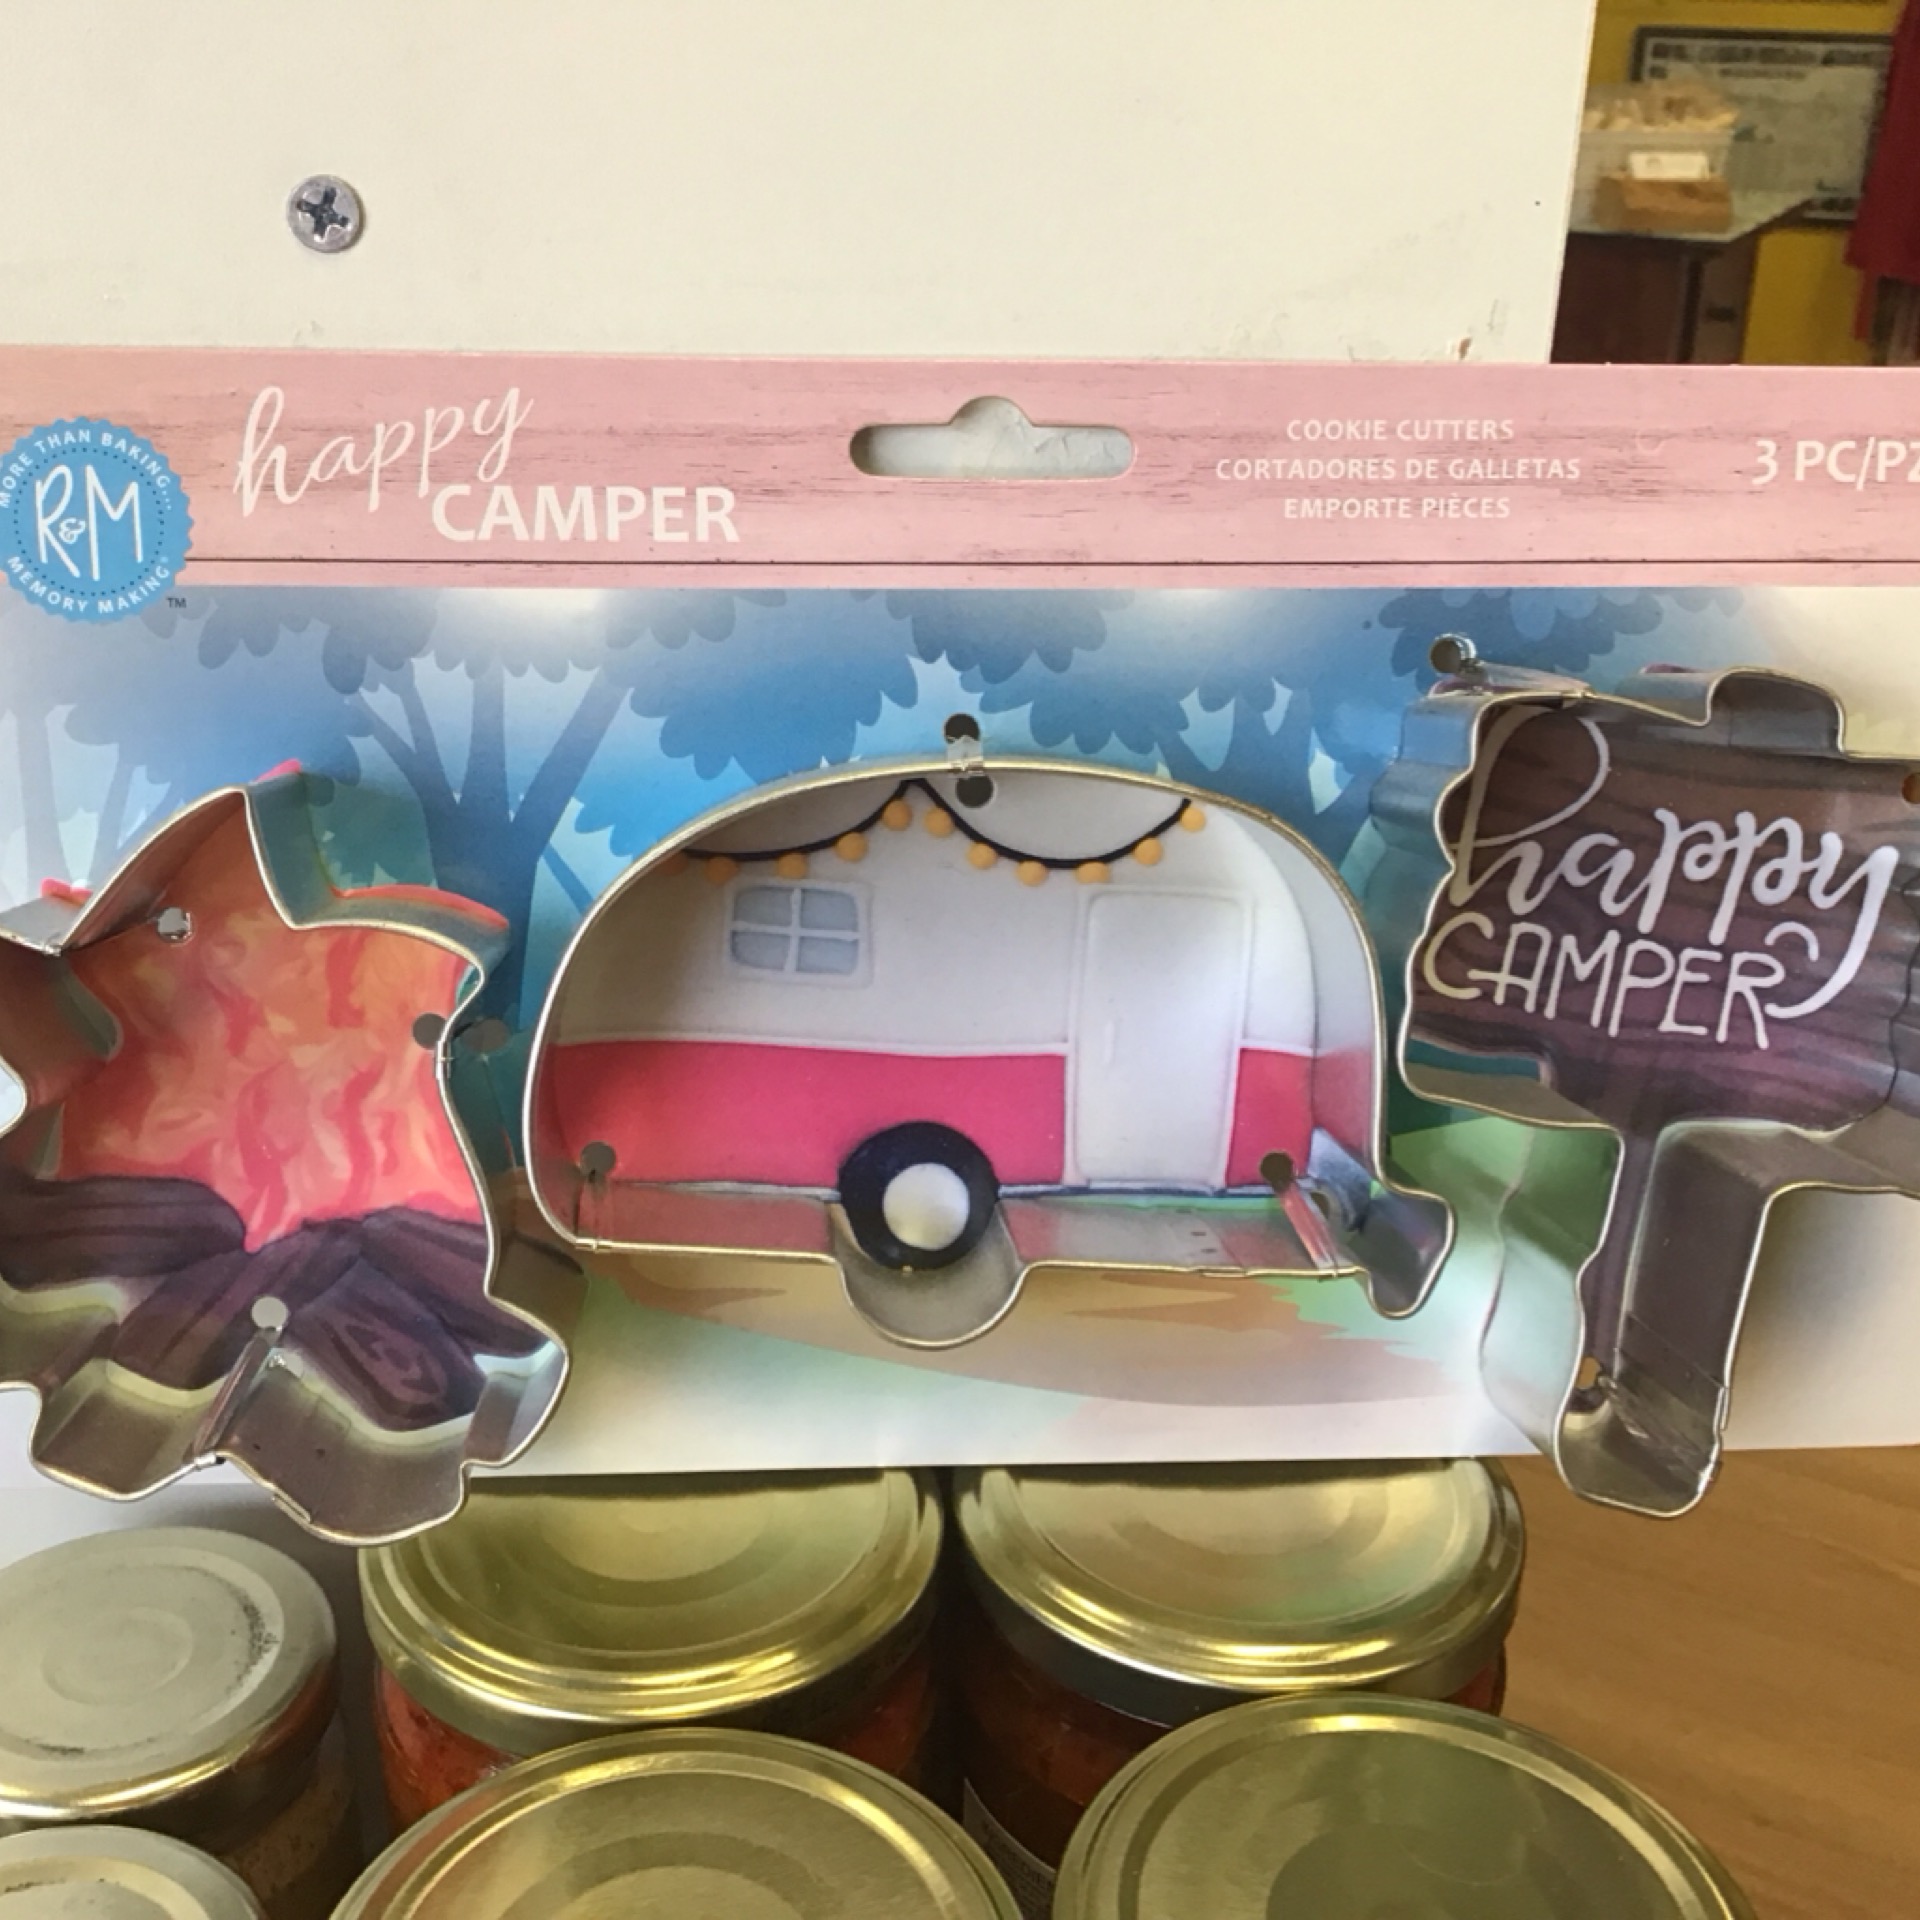 MORE THAN BAKING...
R&M
MEMORY MAKING
™
happy
CAMPER
COOKIE CUTTERS
CORTADORES DE GALLETAS
EMPORTE PIÈCES
3 PC/PZ
happy
CAMPER